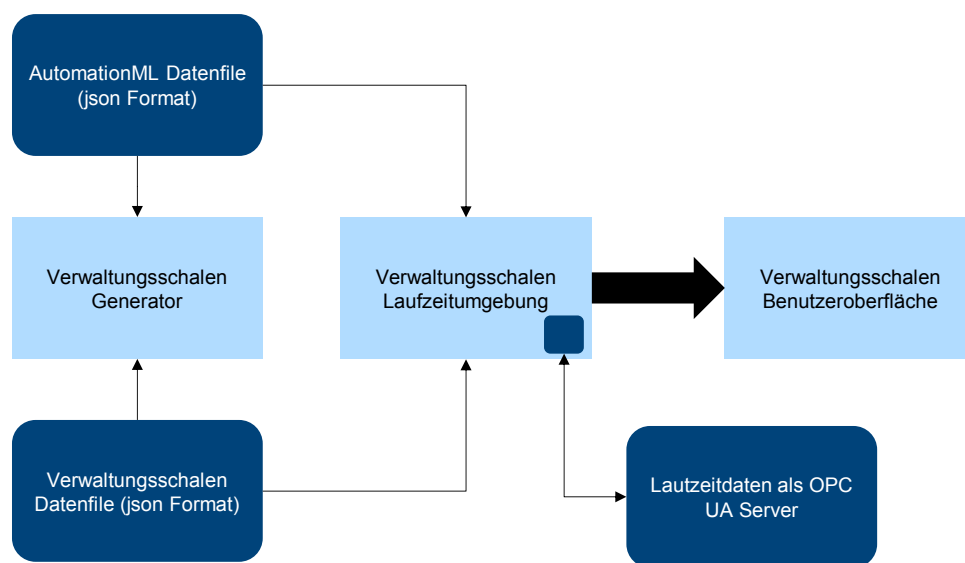 AutomationML Datenfile
(json Format)
Verwaltungsschalen
Generator
Verwaltungsschalen
Laufzeitumgebung
Verwaltungsschalen
Benutzeroberfläche
Verwaltungsschalen
Datenfile (json Format)
Lautzeitdaten als OPC
UA Server